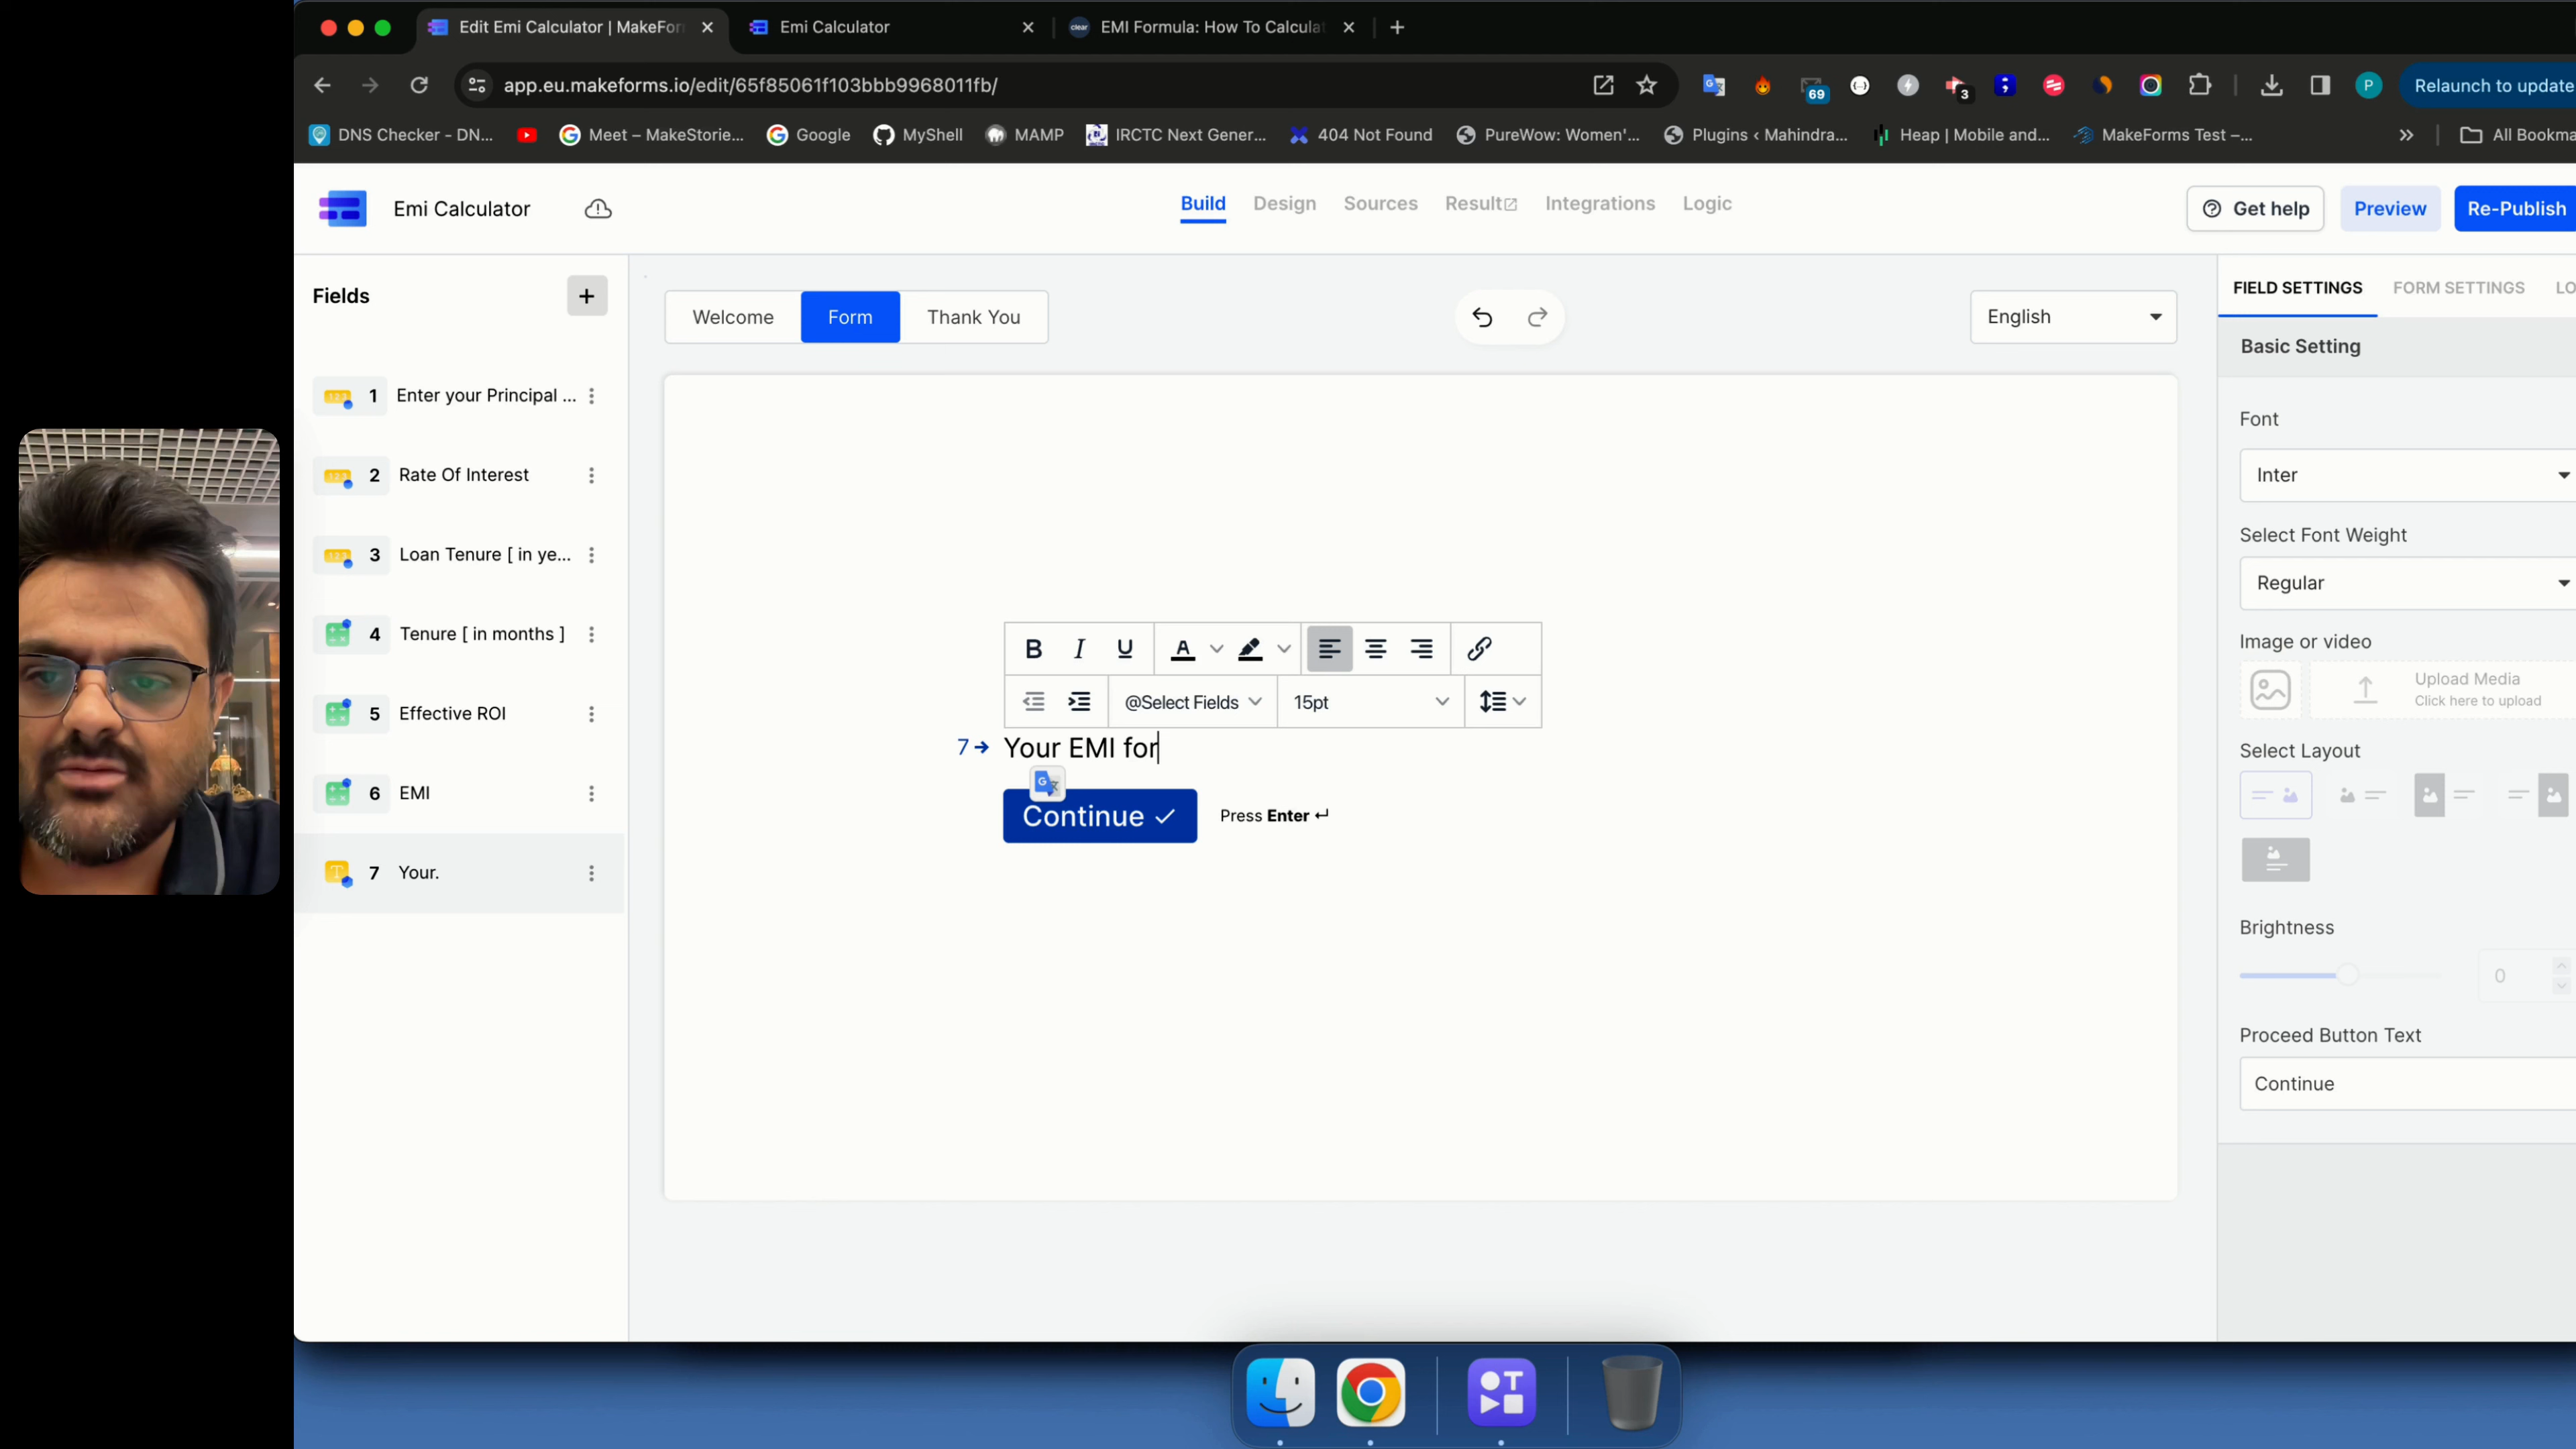 Edit Emi Calculator | MakeFor
Emi Calculator
clear
EMI Formula: How To Calcula
app.eu.makeforms.io/edit/65f85061f103bbb9968011fb/
69
3
P
Relaunch to update
DNS Checker - DN...
Meet – MakeStorie...
Google
MyShell
MAMP
IRCTC Next Gener...
404 Not Found
PureWow: Women'...
Plugins ‹ Mahindra...
Heap | Mobile and...
MakeForms Test –...
All Bookma
Emi Calculator
Build
Design
Sources
Result
Integrations
Logic
Get help
Preview
Re-Publish
Fields
Welcome
Form
Thank You
English
FIELD SETTINGS
FORM SETTINGS
LO
Basic Setting
1 Enter your Principal ...
2 Rate Of Interest
3 Loan Tenure [ in ye...
4 Tenure [ in months ]
5 Effective ROI
6 EMI
7 Your.
B I U A
@Select Fields
15pt
7 → Your EMI for
Continue
Press Enter ↵
Font
Inter
Select Font Weight
Regular
Image or video
Upload Media
Click here to upload
Select Layout
Brightness
0
Proceed Button Text
Continue